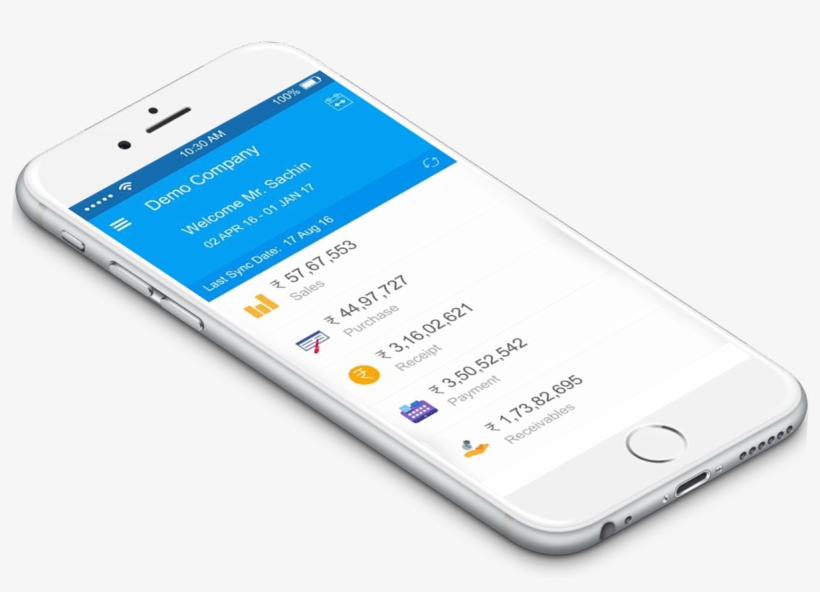 10:30 AM
100%
Demo Company
Welcome Mr. Sachin
02 APR 16 - 01 JAN 17
Last Sync Date: 17 Aug 16
₹ 57,67,553
Sales
₹ 44,97,727
Purchase
₹ 3,16,02,621
Receipt
₹ 3,50,52,542
Payment
₹ 1,73,82,695
Receivables